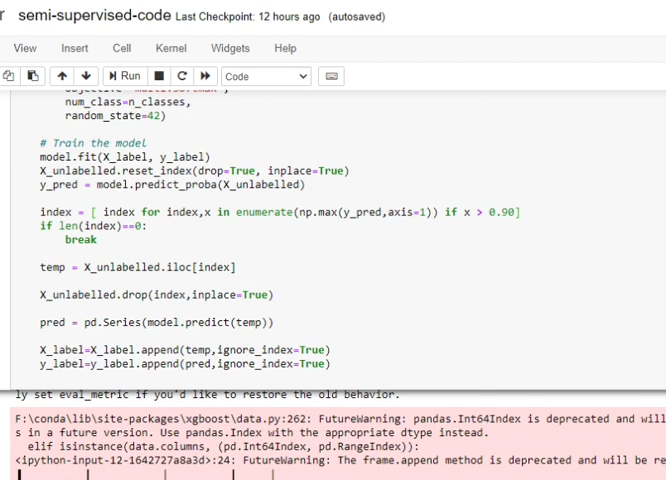 semi-supervised-code Last Checkpoint: 12 hours ago (autosaved)
View Insert Cell Kernel Widgets Help
Run Code
num_class=n_classes,
random_state=42)
# Train the model
model.fit(X_label, y_label)
X_unlabelled.reset_index(drop=True, inplace=True)
y_pred = model.predict_proba(X_unlabelled)
index = [ index for index,x in enumerate(np.max(y_pred,axis=1)) if x > 0.90]
if len(index)==0:
break
temp = X_unlabelled.iloc[index]
X_unlabelled.drop(index,inplace=True)
pred = pd.Series(model.predict(temp))
X_label=X_label.append(temp,ignore_index=True)
y_label=y_label.append(pred,ignore_index=True)
ly set eval_metric if you'd like to restore the old behavior.
F:\conda\lib\site-packages\xgboost\data.py:262: FutureWarning: pandas.Int64Index is deprecated and will
s in a future version. Use pandas.Index with the appropriate dtype instead.
elif isinstance(data.columns, (pd.Int64Index, pd.RangeIndex)):
<ipython-input-12-1642727a8a3d>:24: FutureWarning: The frame.append method is deprecated and will be re